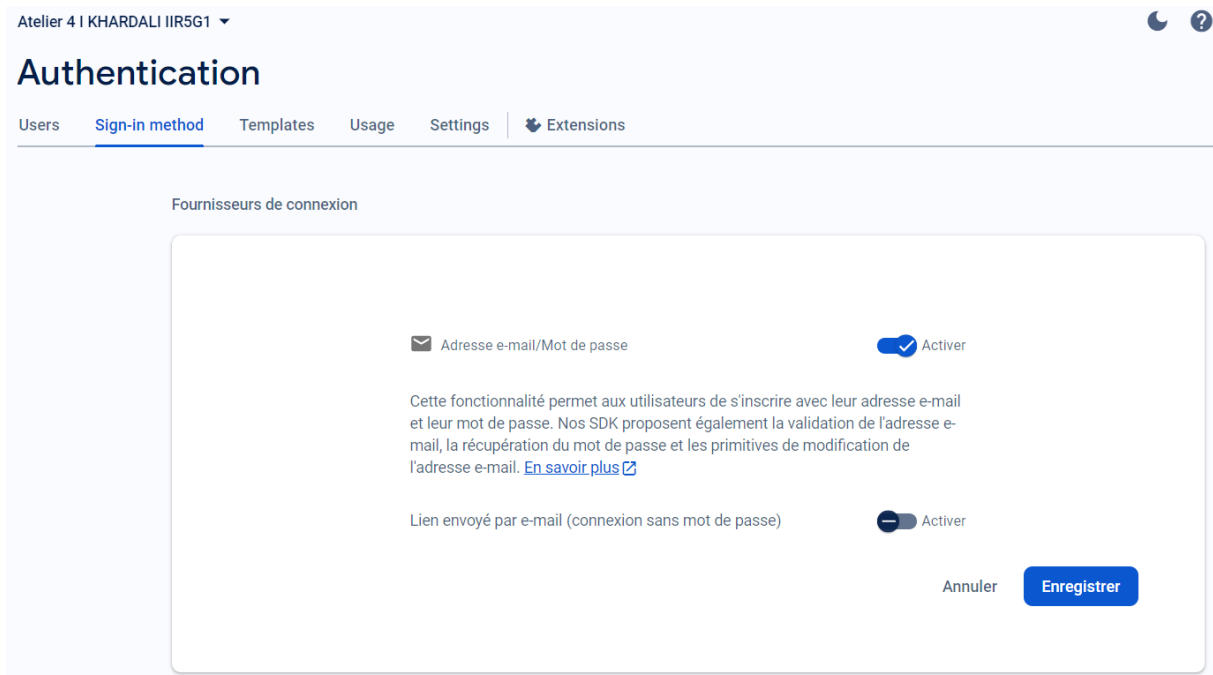 Atelier 4 I KHARDALI IIR5G1
Authentication
Users Sign-in method Templates Usage Settings Extensions
Fournisseurs de connexion
Adresse e-mail/Mot de passe Activer
Cette fonctionnalité permet aux utilisateurs de s'inscrire avec leur adresse e-mail
et leur mot de passe. Nos SDK proposent également la validation de l'adresse e-
mail, la récupération du mot de passe et les primitives de modification de
l'adresse e-mail. En savoir plus
Lien envoyé par e-mail (connexion sans mot de passe) Activer
Annuler Enregistrer